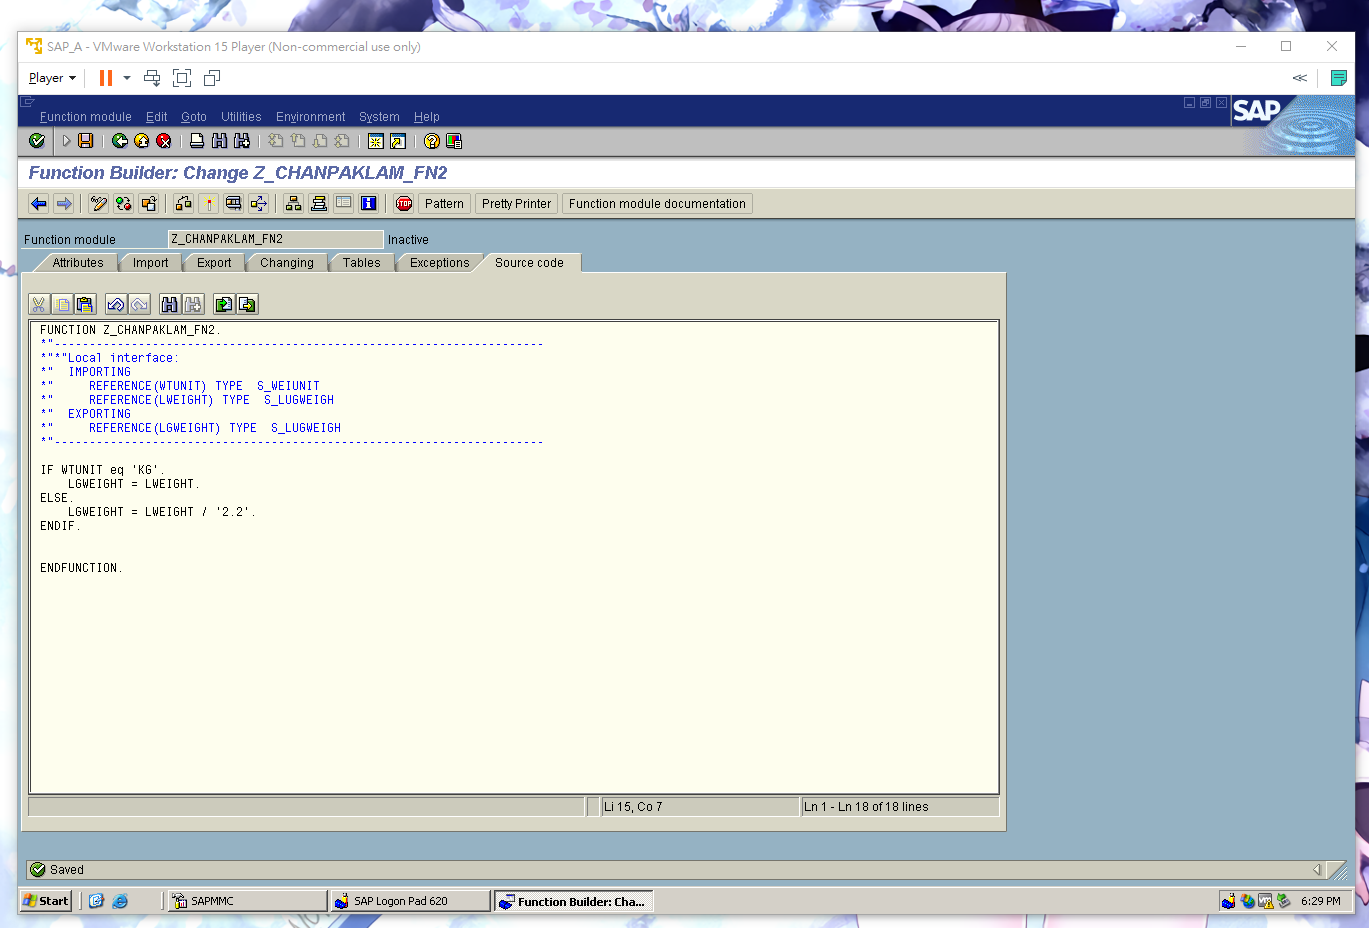 SAP_A - VMware Workstation 15 Player (Non-commercial use only)
Player
Function module Edit Goto Utilities Environment System Help
SAP
Function Builder: Change Z_CHANPAKLAM_FN2
STOP Pattern Pretty Printer Function module documentation
Function module Z_CHANPAKLAM_FN2 Inactive
Attributes Import Export Changing Tables Exceptions Source code
FUNCTION Z_CHANPAKLAM_FN2.
*"----------------------------------------------------------------------
*"*"Local interface:
*"  IMPORTING
*"     REFERENCE(WTUNIT) TYPE  S_WEIUNIT
*"     REFERENCE(LWEIGHT) TYPE  S_LUGWEIGH
*"  EXPORTING
*"     REFERENCE(LGWEIGHT) TYPE  S_LUGWEIGH
*"----------------------------------------------------------------------
IF WTUNIT eq 'KG'.
    LGWEIGHT = LWEIGHT.
ELSE.
    LGWEIGHT = LWEIGHT / '2.2'.
ENDIF.
ENDFUNCTION.
Li 15, Co 7 Ln 1 - Ln 18 of 18 lines
Saved
Start SAPMMC SAP Logon Pad 620 Function Builder: Cha... 6:29 PM